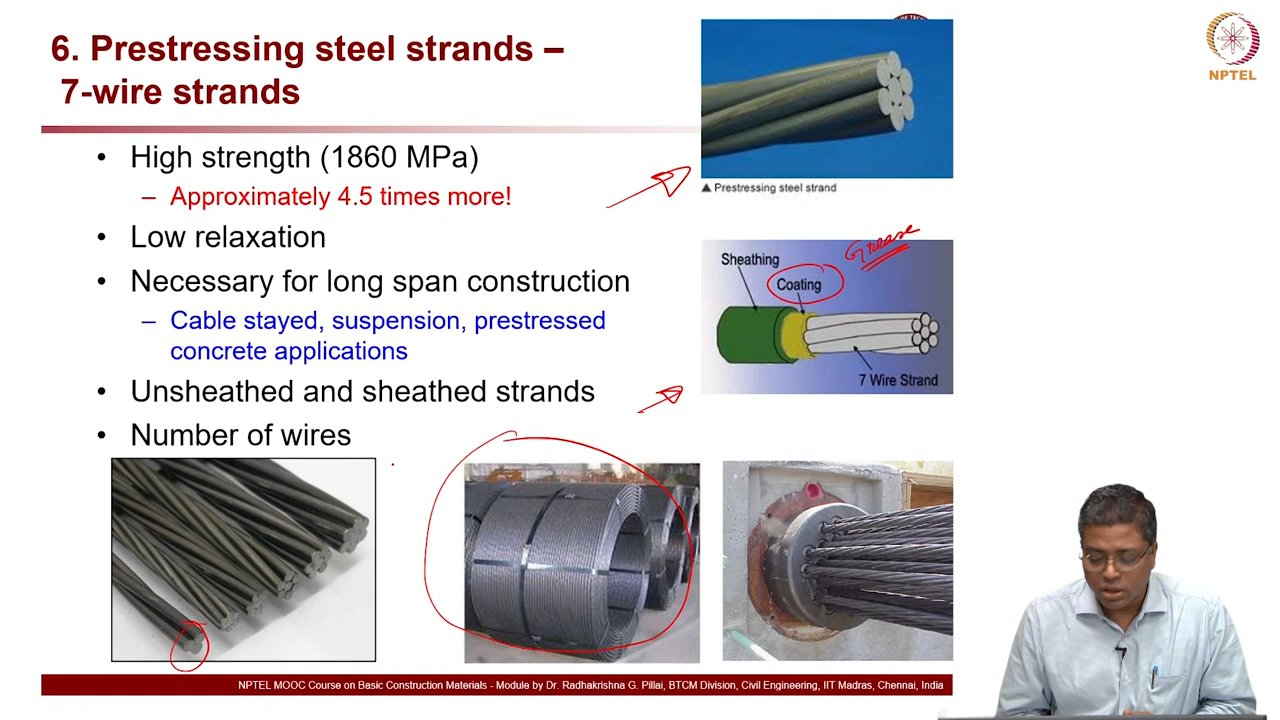 6. Prestressing steel strands –
7-wire strands
• High strength (1860 MPa)
– Approximately 4.5 times more!
• Low relaxation
• Necessary for long span construction
– Cable stayed, suspension, prestressed
concrete applications
• Unsheathed and sheathed strands
• Number of wires
▲ Prestressing steel strand
Grease
Sheathing
Coating
7 Wire Strand
NPTEL
NPTEL MOOC Course on Basic Construction Materials - Module by Dr. Radhakrishna G. Pillai, BTCM Division, Civil Engineering, IIT Madras, Chennai, India